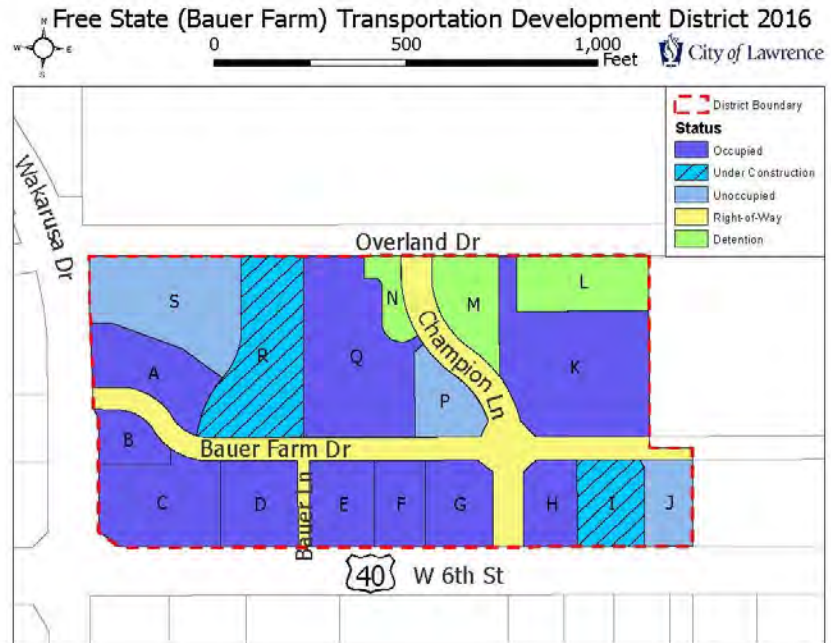 Free State (Bauer Farm) Transportation Development District 2016
N
W E
S
0 500 1,000
Feet
City of Lawrence
District Boundary
Status
Occupied
Under Construction
Unoccupied
Right-of-Way
Detention
Wakarusa Dr
Overland Dr
S
N
M
L
A
R
Q
Champion Ln
K
P
B
Bauer Farm Dr
C
D
Bauer Ln
E
F
G
H
I
J
40 W 6th St